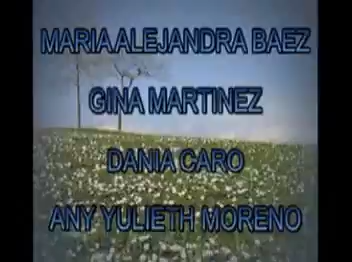 MARIA ALEJANDRA BAEZ
GINA MARTINEZ
DANIA CARO
ANY YULIETH MORENO